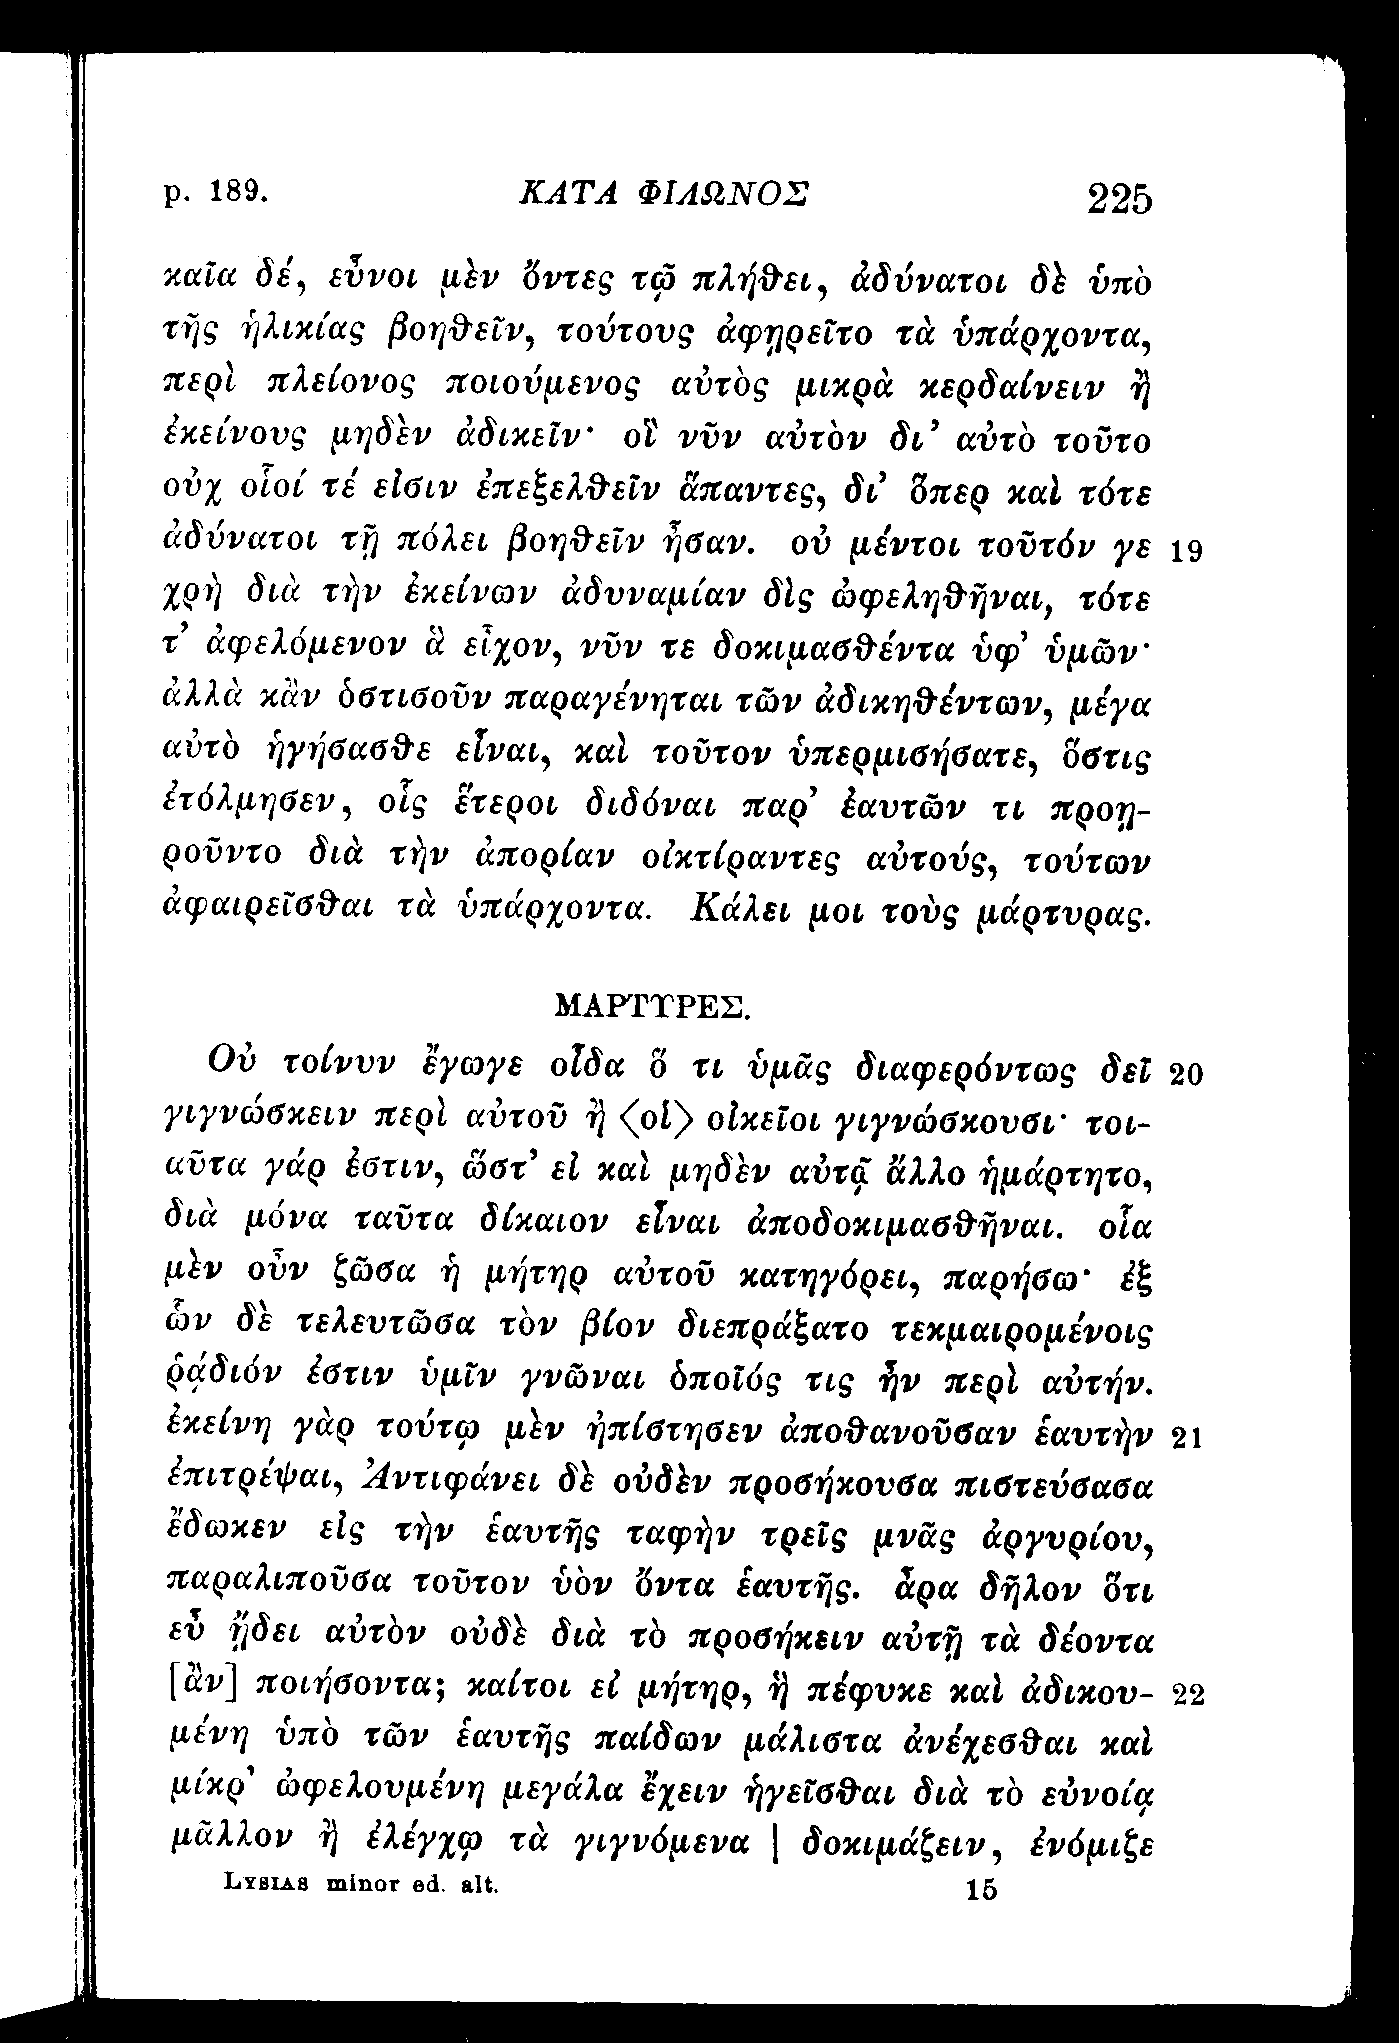 p. 189. ΚΑΤΑ ΦΙΛΩΝΟΣ 225
καῖα δέ, εὖνοι μὲν ὄντες τῷ πλήθει, ἀδύνατοι δὲ ὑπὸ
τῆς ἡλικίας βοηθεῖν, τούτους ἀφῃρεῖτο τὰ ὑπάρχοντα,
περὶ πλείονος ποιούμενος αὐτὸς μικρὰ κερδαίνειν ἢ
ἐκείνους μηδὲν ἀδικεῖν· οἳ νῦν αὐτὸν δι’ αὐτὸ τοῦτο
οὐχ οἷοί τέ εἰσιν ἐπεξελθεῖν ἅπαντες, δι’ ὅπερ καὶ τότε
ἀδύνατοι τῇ πόλει βοηθεῖν ἦσαν. οὐ μέντοι τοῦτόν γε 19
χρὴ διὰ τὴν ἐκείνων ἀδυναμίαν δὶς ὠφεληθῆναι, τότε
τ’ ἀφελόμενον ἃ εἶχον, νῦν τε δοκιμασθέντα ὑφ’ ὑμῶν·
ἀλλὰ κἂν ὁστισοῦν παραγένηται τῶν ἀδικηθέντων, μέγα
αὐτὸ ἡγήσασθε εἶναι, καὶ τοῦτον ὑπερμισήσατε, ὅστις
ἐτόλμησεν, οἷς ἕτεροι διδόναι παρ’ ἑαυτῶν τι προῃ-
ροῦντο διὰ τὴν ἀπορίαν οἰκτίραντες αὐτούς, τούτων
ἀφαιρεῖσθαι τὰ ὑπάρχοντα. Κάλει μοι τοὺς μάρτυρας.
ΜΑΡΤΥΡΕΣ.
Οὐ τοίνυν ἔγωγε οἶδα ὅ τι ὑμᾶς διαφερόντως δεῖ 20
γιγνώσκειν περὶ αὐτοῦ ἢ ⟨οἱ⟩ οἰκεῖοι γιγνώσκουσι· τοι-
αῦτα γάρ ἐστιν, ὥστ’ εἰ καὶ μηδὲν αὐτῷ ἄλλο ἡμάρτητο,
διὰ μόνα ταῦτα δίκαιον εἶναι ἀποδοκιμασθῆναι. οἷα
μὲν οὖν ζῶσα ἡ μήτηρ αὐτοῦ κατηγόρει, παρήσω· ἐξ
ὧν δὲ τελευτῶσα τὸν βίον διεπράξατο τεκμαιρομένοις
ῥᾴδιόν ἐστιν ὑμῖν γνῶναι ὁποῖός τις ἦν περὶ αὐτήν.
ἐκείνη γὰρ τούτῳ μὲν ἠπίστησεν ἀποθανοῦσαν ἑαυτὴν 21
ἐπιτρέψαι, Ἀντιφάνει δὲ οὐδὲν προσήκουσα πιστεύσασα
ἔδωκεν εἰς τὴν ἑαυτῆς ταφὴν τρεῖς μνᾶς ἀργυρίου,
παραλιποῦσα τοῦτον ὑὸν ὄντα ἑαυτῆς. ἆρα δῆλον ὅτι
εὖ ᾔδει αὐτὸν οὐδὲ διὰ τὸ προσήκειν αὐτῇ τὰ δέοντα
[ἂν] ποιήσοντα; καίτοι εἰ μήτηρ, ἣ πέφυκε καὶ ἀδικου- 22
μένη ὑπὸ τῶν ἑαυτῆς παίδων μάλιστα ἀνέχεσθαι καὶ
μίκρ’ ὠφελουμένη μεγάλα ἔχειν ἡγεῖσθαι διὰ τὸ εὐνοίᾳ
μᾶλλον ἢ ἐλέγχῳ τὰ γιγνόμενα | δοκιμάζειν, ἐνόμιζε
LYSIAS minor ed. alt. 15